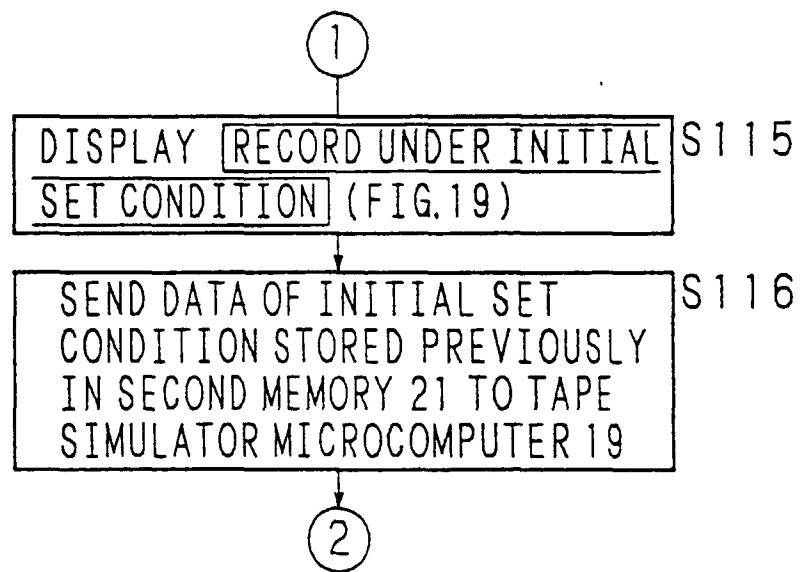 1
DISPLAY RECORD UNDER INITIAL S115
SET CONDITION (FIG.19)
SEND DATA OF INITIAL SET S116
CONDITION STORED PREVIOUSLY
IN SECOND MEMORY 21 TO TAPE
SIMULATOR MICROCOMPUTER 19
2